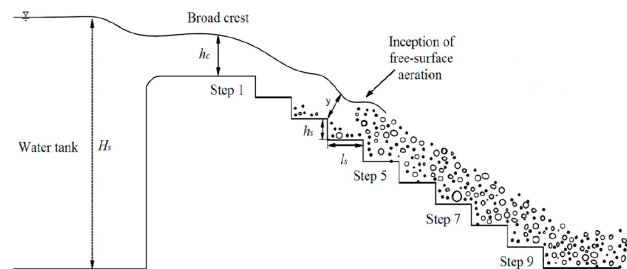 Broad crest
Inception of
free-surface
aeration
hc
Step 1
y
Water tank
Hs
hs
ls
Step 5
Step 7
Step 9